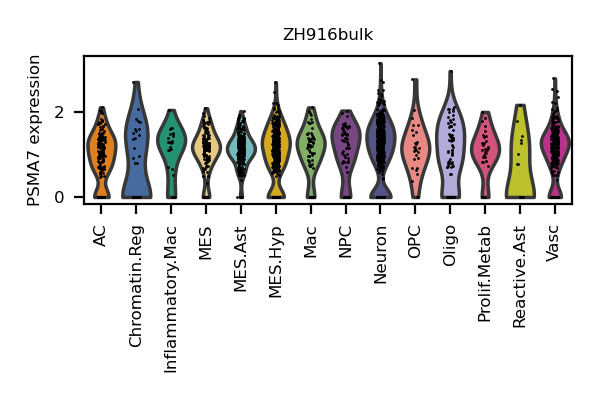 ZH916bulk
PSMA7 expression
2
0
AC
Chromatin.Reg
Inflammatory.Mac
MES
MES.Ast
MES.Hyp
Mac
NPC
Neuron
OPC
Oligo
Prolif.Metab
Reactive.Ast
Vasc